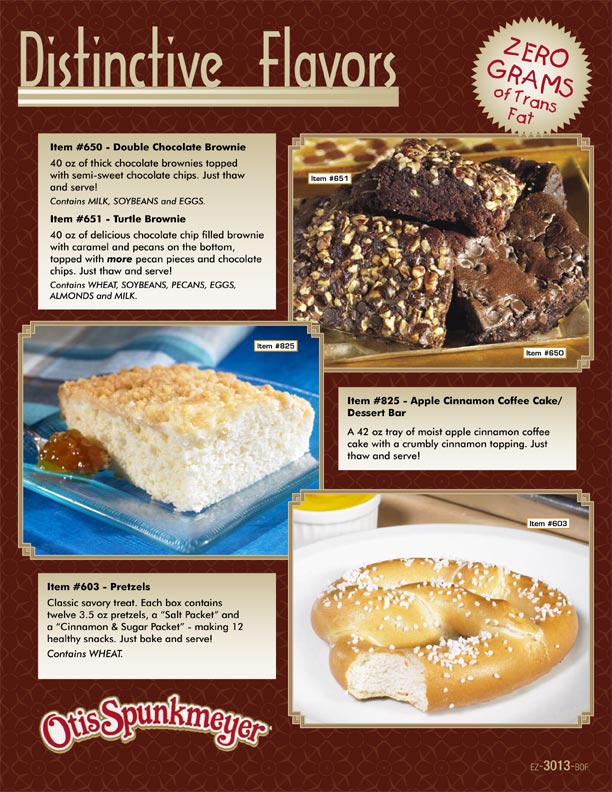 Distinctive Flavors
ZERO
GRAMS
of Trans
Fat
Item #650 - Double Chocolate Brownie
40 oz of thick chocolate brownies topped
with semi-sweet chocolate chips. Just thaw
and serve!
Contains MILK, SOYBEANS and EGGS.
Item #651 - Turtle Brownie
40 oz of delicious chocolate chip filled brownie
with caramel and pecans on the bottom,
topped with more pecan pieces and chocolate
chips. Just thaw and serve!
Contains WHEAT, SOYBEANS, PECANS, EGGS,
ALMONDS and MILK.
Item #651
Item #650
Item #825
Item #825 - Apple Cinnamon Coffee Cake/
Dessert Bar
A 42 oz tray of moist apple cinnamon coffee
cake with a crumbly cinnamon topping. Just
thaw and serve!
Item #603
Item #603 - Pretzels
Classic savory treat. Each box contains
twelve 3.5 oz pretzels, a “Salt Packet” and
a “Cinnamon & Sugar Packet” - making 12
healthy snacks. Just bake and serve!
Contains WHEAT.
Otis Spunkmeyer
EZ-3013-BOF